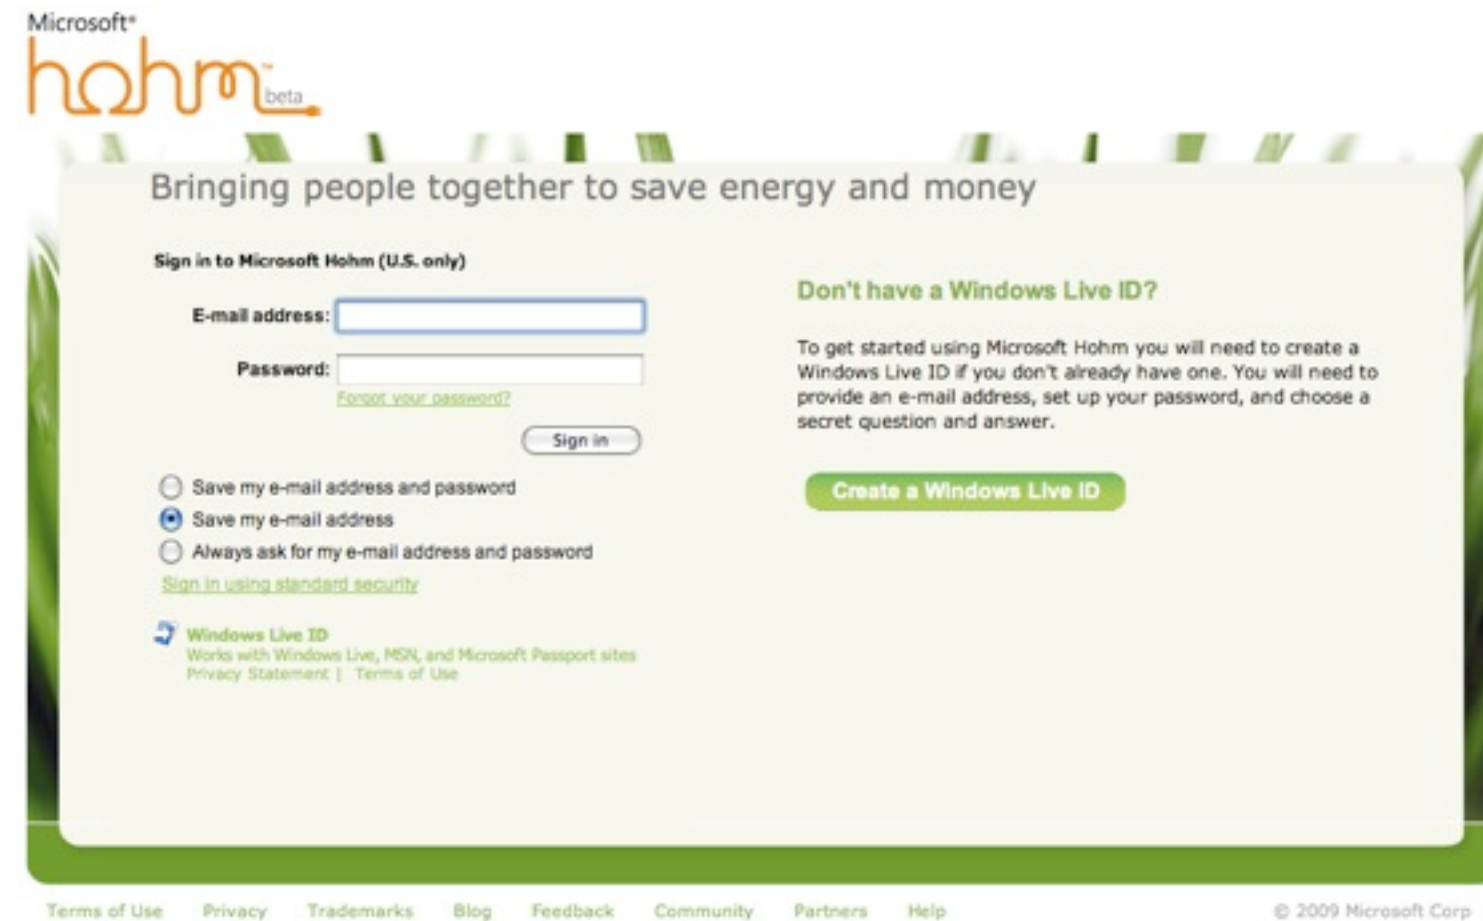 Microsoft®
hohm™ beta
Bringing people together to save energy and money
Sign in to Microsoft Hohm (U.S. only)
E-mail address:
Password:
Forgot your password?
Sign in
Save my e-mail address and password
Save my e-mail address
Always ask for my e-mail address and password
Sign in using standard security
Windows Live ID
Works with Windows Live, MSN, and Microsoft Passport sites
Privacy Statement | Terms of Use
Don't have a Windows Live ID?
To get started using Microsoft Hohm you will need to create a
Windows Live ID if you don't already have one. You will need to
provide an e-mail address, set up your password, and choose a
secret question and answer.
Create a Windows Live ID
Terms of Use Privacy Trademarks Blog Feedback Community Partners Help © 2009 Microsoft Corp